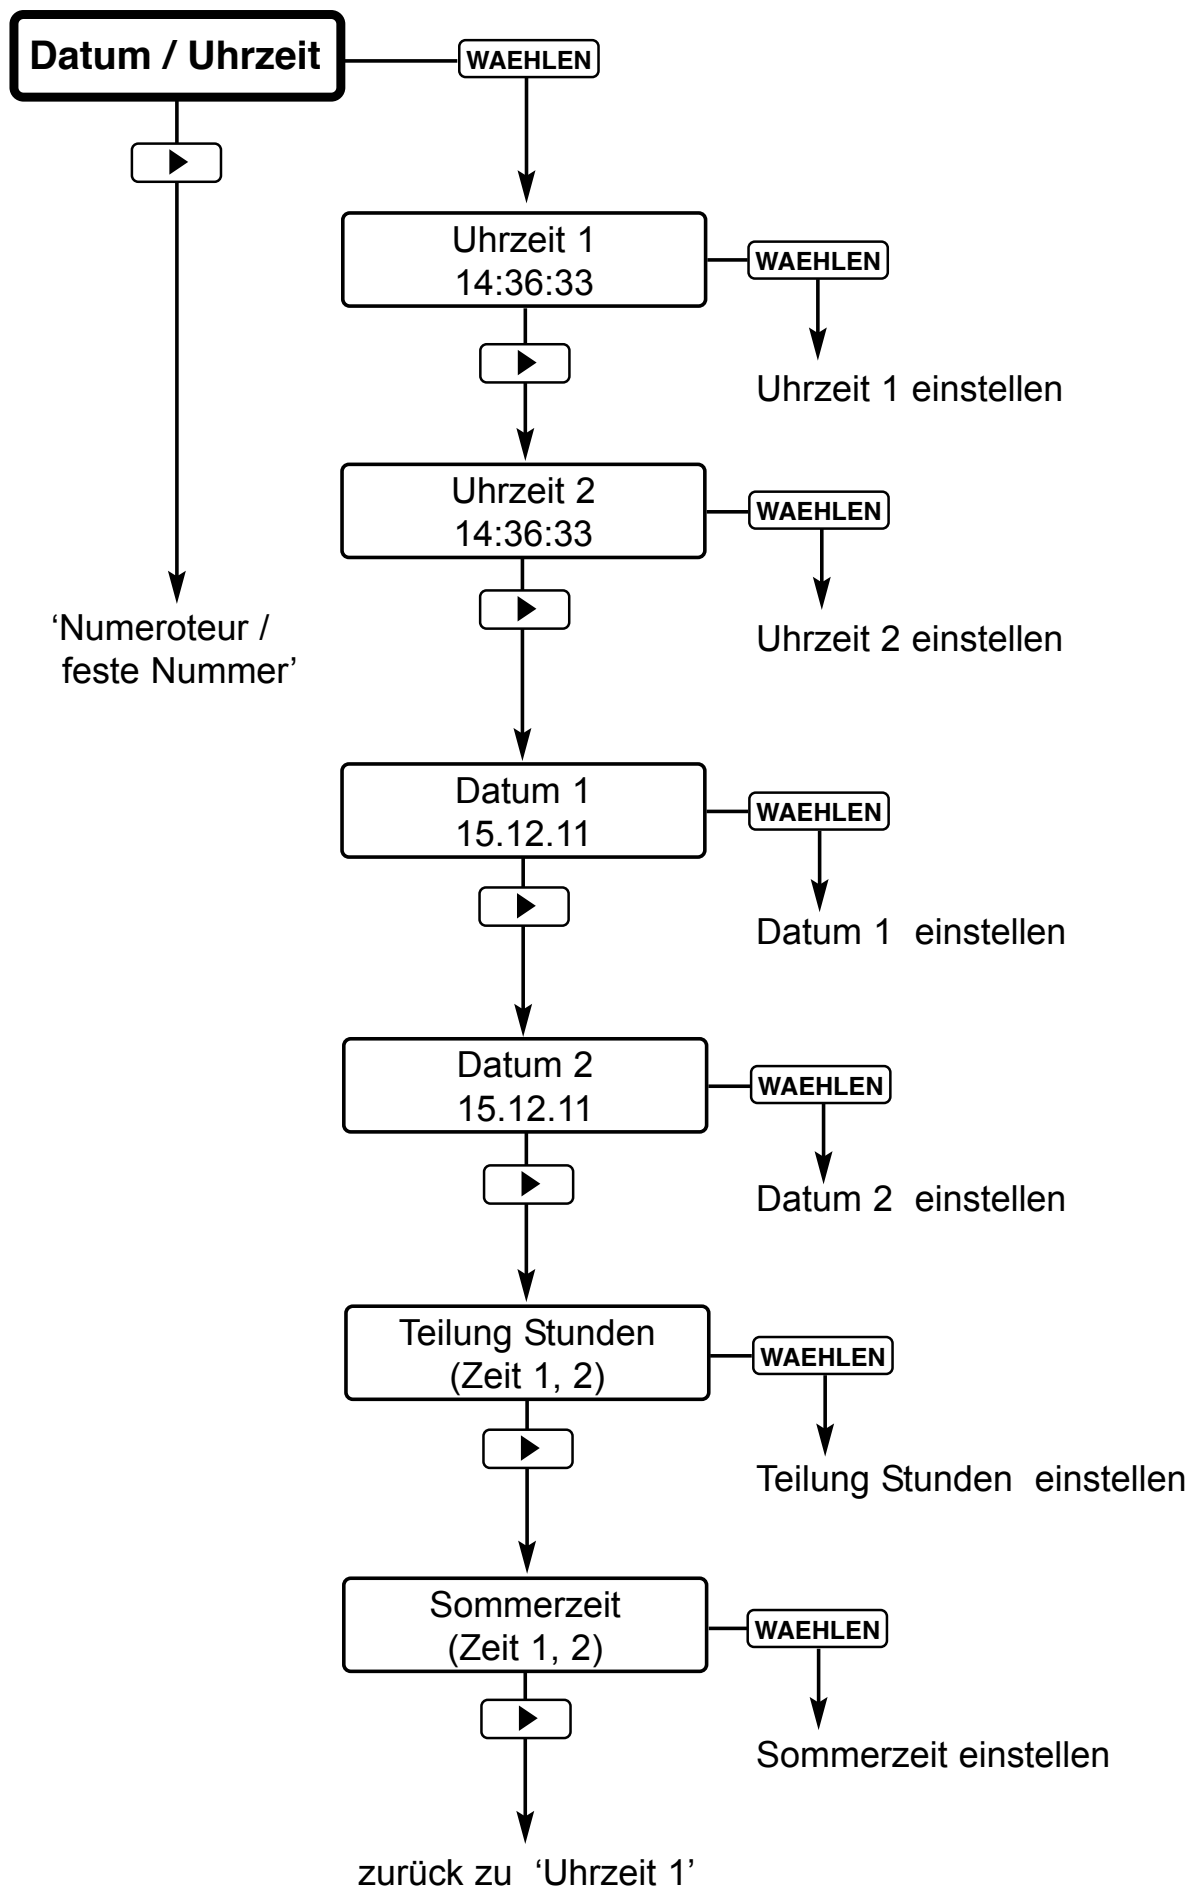 Datum / Uhrzeit
WAEHLEN
Uhrzeit 1
14:36:33
WAEHLEN
Uhrzeit 1 einstellen
Uhrzeit 2
14:36:33
WAEHLEN
Uhrzeit 2 einstellen
‘Numeroteur /
feste Nummer’
Datum 1
15.12.11
WAEHLEN
Datum 1  einstellen
Datum 2
15.12.11
WAEHLEN
Datum 2  einstellen
Teilung Stunden
(Zeit 1, 2)
WAEHLEN
Teilung Stunden  einstellen
Sommerzeit
(Zeit 1, 2)
WAEHLEN
Sommerzeit einstellen
zurück zu  ‘Uhrzeit 1’